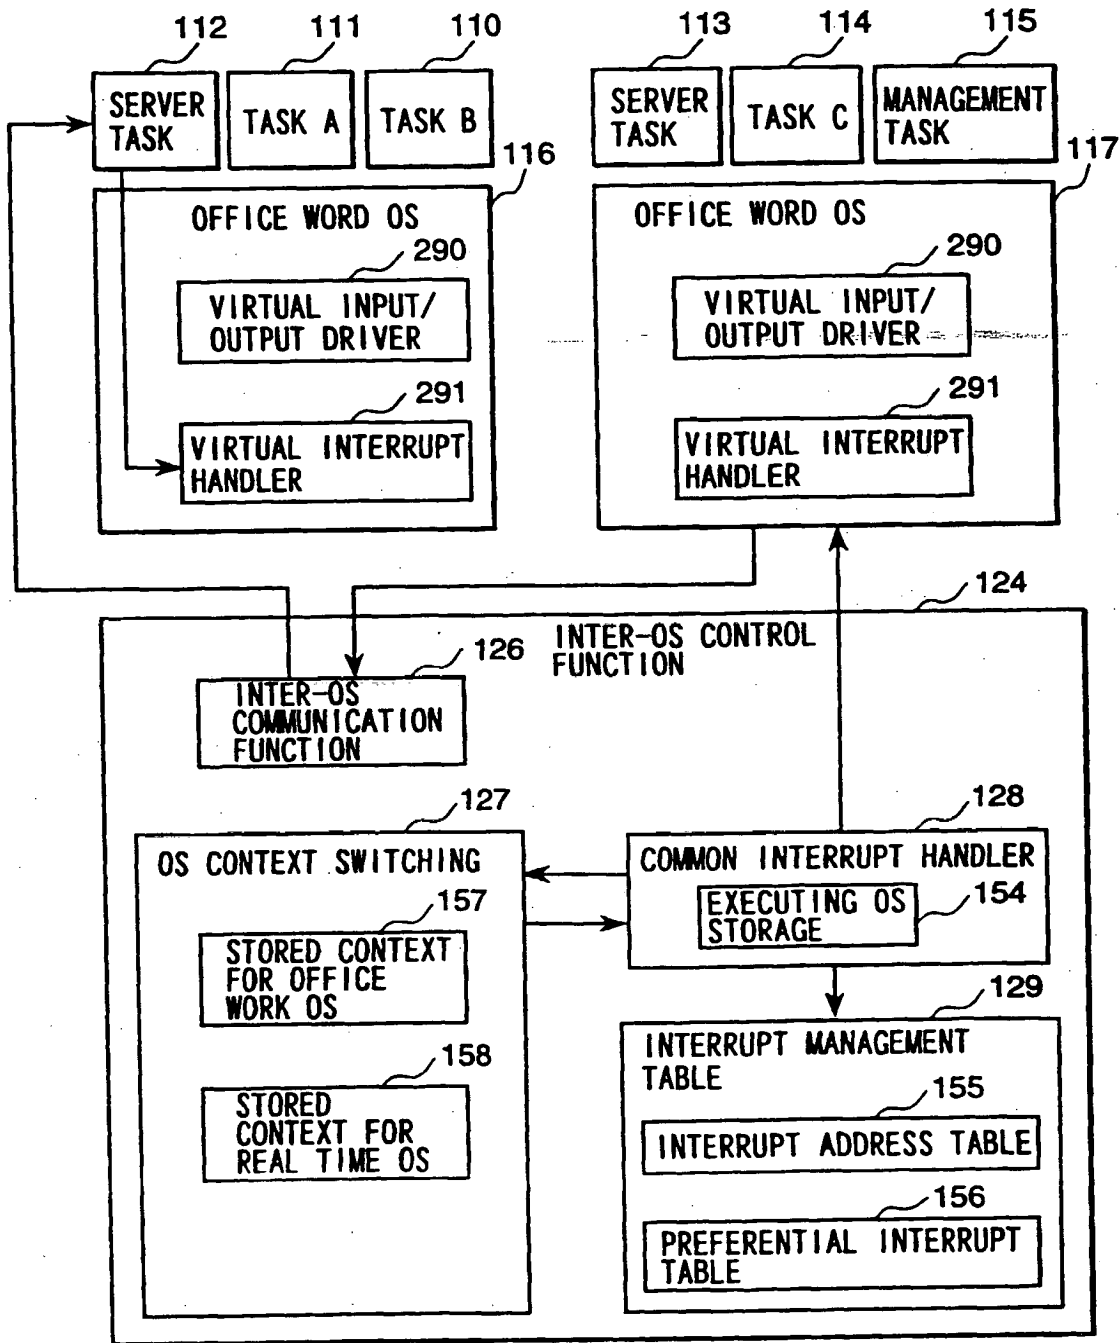 112
111
110
113
114
115
SERVER
TASK
TASK A
TASK B
SERVER
TASK
TASK C
MANAGEMENT
TASK
116
117
OFFICE WORD OS
290
VIRTUAL INPUT/
OUTPUT DRIVER
291
VIRTUAL INTERRUPT
HANDLER
OFFICE WORD OS
290
VIRTUAL INPUT/
OUTPUT DRIVER
291
VIRTUAL INTERRUPT
HANDLER
124
INTER-OS CONTROL
FUNCTION
126
INTER-OS
COMMUNICATION
FUNCTION
127
OS CONTEXT SWITCHING
157
STORED CONTEXT
FOR OFFICE
WORK OS
158
STORED
CONTEXT FOR
REAL TIME OS
128
COMMON INTERRUPT HANDLER
EXECUTING OS
STORAGE
154
129
INTERRUPT MANAGEMENT
TABLE
155
INTERRUPT ADDRESS TABLE
156
PREFERENTIAL INTERRUPT
TABLE